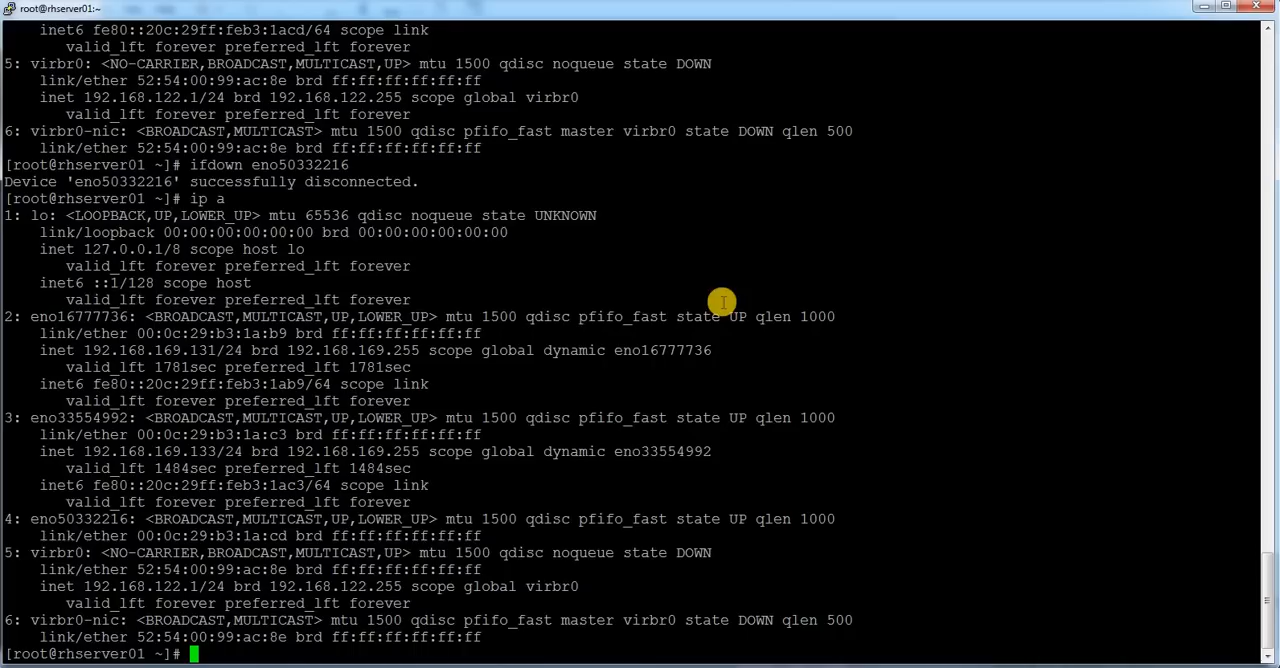 root@rhserver01:~
inet6 fe80::20c:29ff:feb3:1acd/64 scope link
valid_lft forever preferred_lft forever
5: virbr0: <NO-CARRIER,BROADCAST,MULTICAST,UP> mtu 1500 qdisc noqueue state DOWN
link/ether 52:54:00:99:ac:8e brd ff:ff:ff:ff:ff:ff
inet 192.168.122.1/24 brd 192.168.122.255 scope global virbr0
valid_lft forever preferred_lft forever
6: virbr0-nic: <BROADCAST,MULTICAST> mtu 1500 qdisc pfifo_fast master virbr0 state DOWN qlen 500
link/ether 52:54:00:99:ac:8e brd ff:ff:ff:ff:ff:ff
[root@rhserver01 ~]# ifdown eno50332216
Device 'eno50332216' successfully disconnected.
[root@rhserver01 ~]# ip a
1: lo: <LOOPBACK,UP,LOWER_UP> mtu 65536 qdisc noqueue state UNKNOWN
link/loopback 00:00:00:00:00:00 brd 00:00:00:00:00:00
inet 127.0.0.1/8 scope host lo
valid_lft forever preferred_lft forever
inet6 ::1/128 scope host
valid_lft forever preferred_lft forever
2: eno16777736: <BROADCAST,MULTICAST,UP,LOWER_UP> mtu 1500 qdisc pfifo_fast state UP qlen 1000
link/ether 00:0c:29:b3:1a:b9 brd ff:ff:ff:ff:ff:ff
inet 192.168.169.131/24 brd 192.168.169.255 scope global dynamic eno16777736
valid_lft 1781sec preferred_lft 1781sec
inet6 fe80::20c:29ff:feb3:1ab9/64 scope link
valid_lft forever preferred_lft forever
3: eno33554992: <BROADCAST,MULTICAST,UP,LOWER_UP> mtu 1500 qdisc pfifo_fast state UP qlen 1000
link/ether 00:0c:29:b3:1a:c3 brd ff:ff:ff:ff:ff:ff
inet 192.168.169.133/24 brd 192.168.169.255 scope global dynamic eno33554992
valid_lft 1484sec preferred_lft 1484sec
inet6 fe80::20c:29ff:feb3:1ac3/64 scope link
valid_lft forever preferred_lft forever
4: eno50332216: <BROADCAST,MULTICAST,UP,LOWER_UP> mtu 1500 qdisc pfifo_fast state UP qlen 1000
link/ether 00:0c:29:b3:1a:cd brd ff:ff:ff:ff:ff:ff
5: virbr0: <NO-CARRIER,BROADCAST,MULTICAST,UP> mtu 1500 qdisc noqueue state DOWN
link/ether 52:54:00:99:ac:8e brd ff:ff:ff:ff:ff:ff
inet 192.168.122.1/24 brd 192.168.122.255 scope global virbr0
valid_lft forever preferred_lft forever
6: virbr0-nic: <BROADCAST,MULTICAST> mtu 1500 qdisc pfifo_fast master virbr0 state DOWN qlen 500
link/ether 52:54:00:99:ac:8e brd ff:ff:ff:ff:ff:ff
[root@rhserver01 ~]#